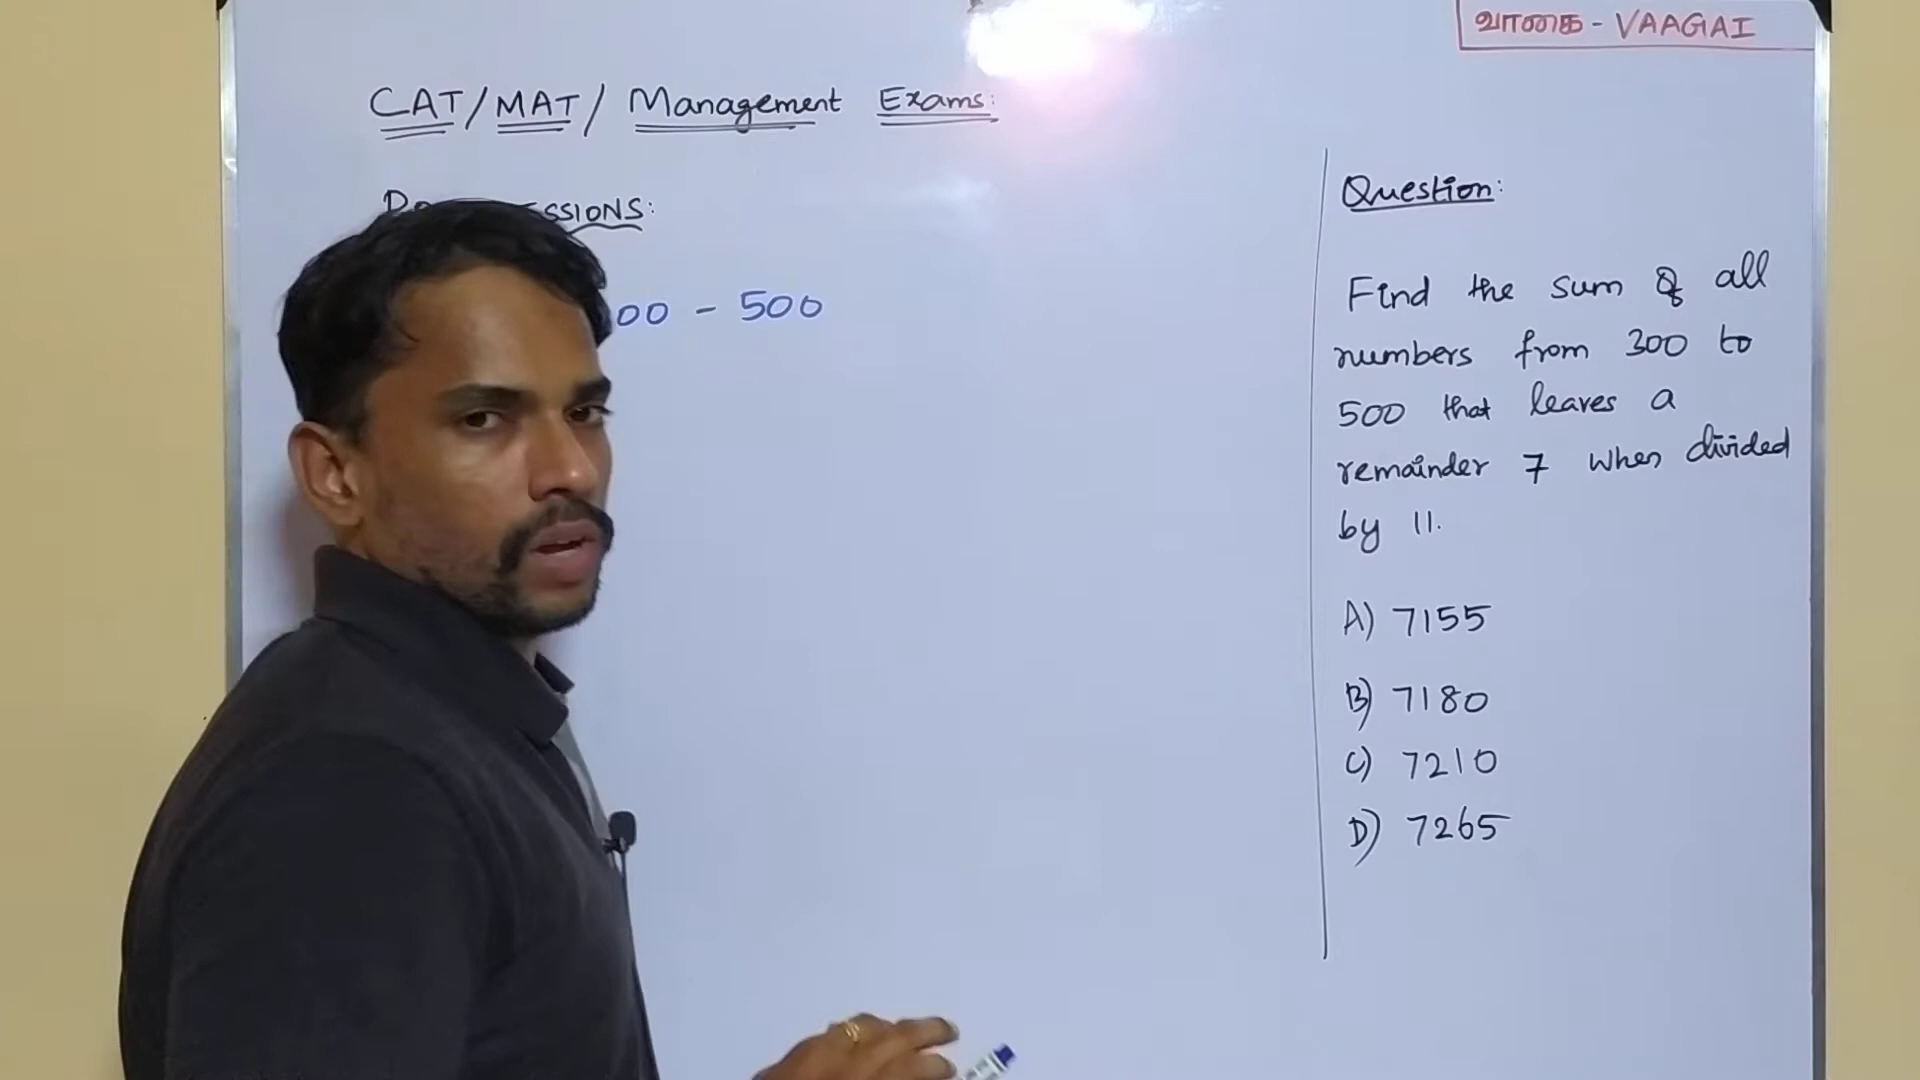 வாகை - VAAGAI
CAT/MAT/ Management Exams:
SSIONS:
00 - 500
Question:
Find the sum of all
numbers from 300 to
500 that leaves a
remainder 7 when divided
by 11.
A) 7155
B) 7180
C) 7210
D) 7265